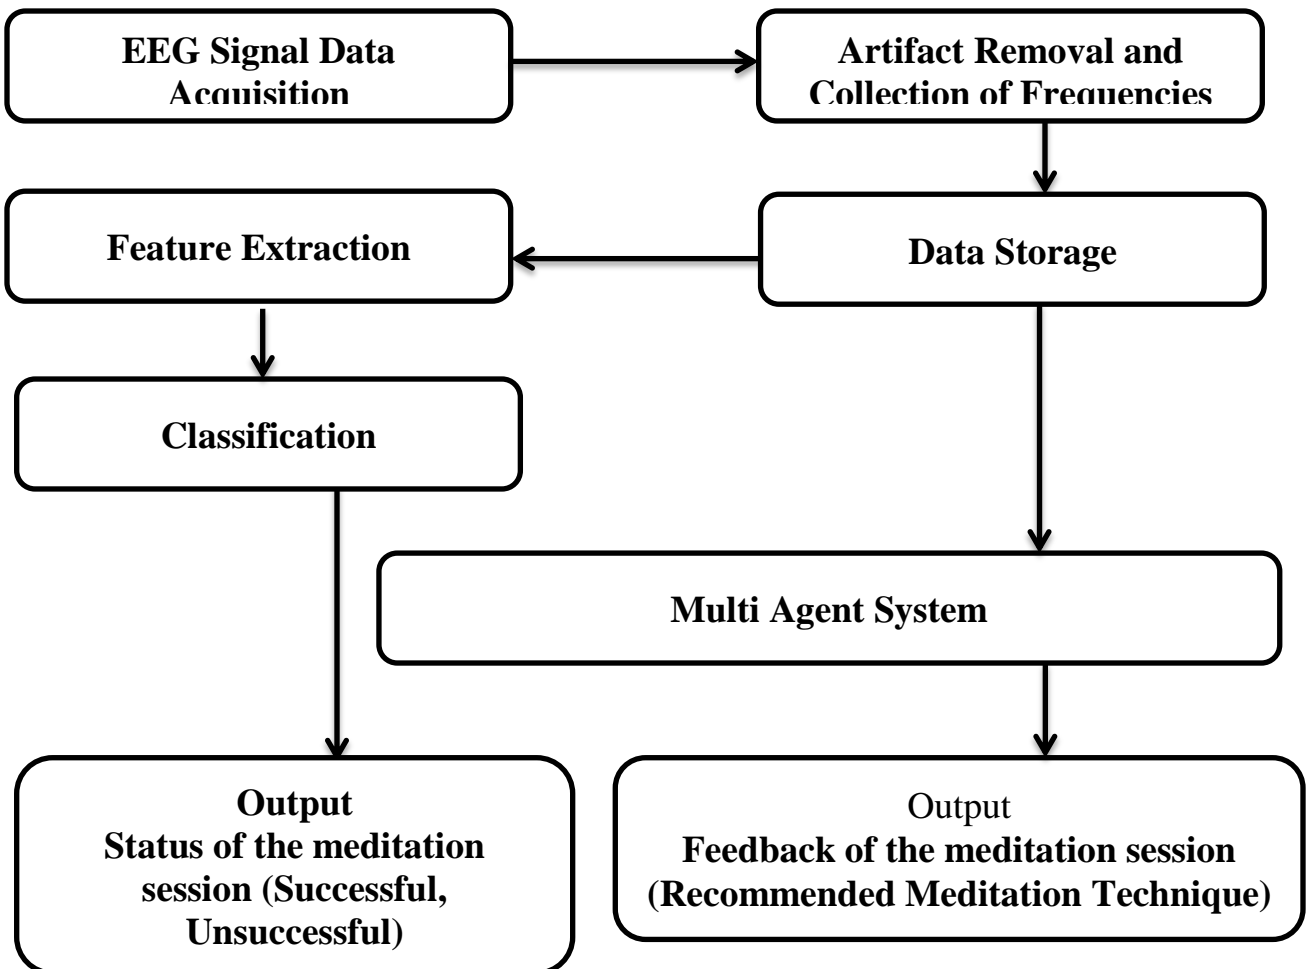 EEG Signal Data
Acquisition
Artifact Removal and
Collection of Frequencies
Feature Extraction
Data Storage
Classification
Multi Agent System
Output
Status of the meditation
session (Successful,
Unsuccessful)
Output
Feedback of the meditation session
(Recommended Meditation Technique)